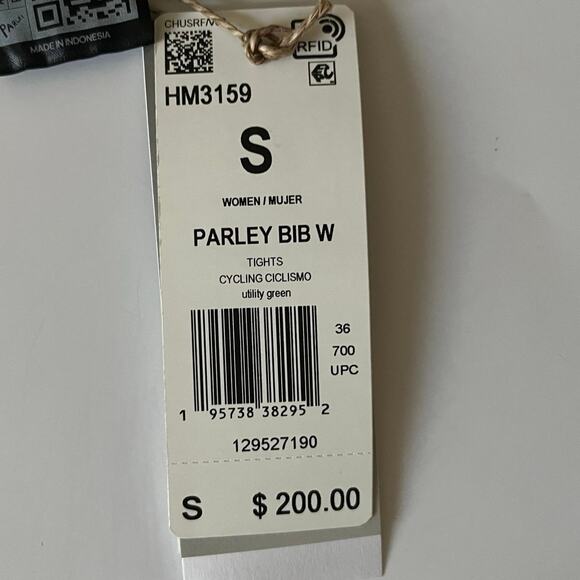 MADE IN INDONESIA
RFID
HM3159
S
WOMEN / MUJER
PARLEY BIB W
TIGHTS
CYCLING CICLISMO
utility green
36
700
UPC
1 95738 38295 2
129527190
S $ 200.00